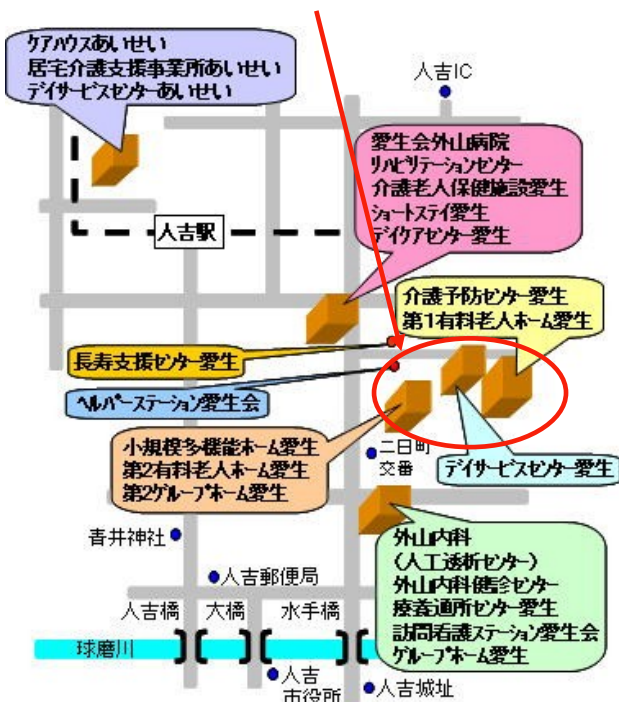 ケアハウスあいせい
居宅介護支援事業所あいせい
デイサービスセンターあいせい
人吉IC
愛生会外山病院
リハビリテーションセンター
介護老人保健施設愛生
ショートステイ愛生
デイケアセンター愛生
人吉駅
介護予防センター愛生
第1有料老人ホーム愛生
長寿支援センター愛生
ヘルパーステーション愛生会
小規模多機能ホーム愛生
第2有料老人ホーム愛生
第2グループホーム愛生
二日町
交番
デイサービスセンター愛生
青井神社
外山内科
(人工透析センター)
外山内科健診センター
療養通所センター愛生
訪問看護ステーション愛生会
グループホーム愛生
人吉郵便局
人吉橋
大橋
水手橋
球磨川
人吉
市役所
人吉城址